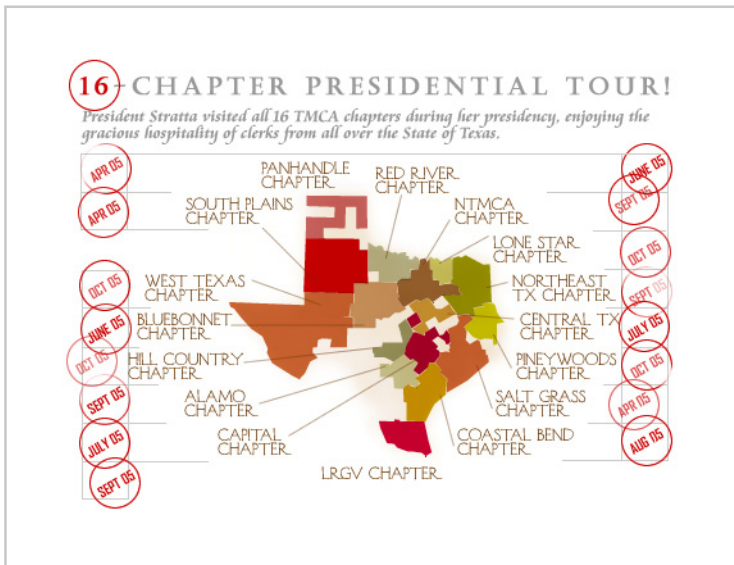 16-CHAPTER PRESIDENTIAL TOUR!
President Stratta visited all 16 TMCA chapters during her presidency, enjoying the
gracious hospitality of clerks from all over the State of Texas.
APR 05
APR 05
OCT 05
JUNE 05
OCT 05
SEPT 05
JULY 05
SEPT 05
PANHANDLE
CHAPTER
SOUTH PLAINS
CHAPTER
WEST TEXAS
CHAPTER
BLUEBONNET
CHAPTER
HILL COUNTRY
CHAPTER
ALAMO
CHAPTER
CAPITAL
CHAPTER
LRGV CHAPTER
RED RIVER
CHAPTER
NTMCA
CHAPTER
LONE STAR
CHAPTER
NORTHEAST
TX CHAPTER
CENTRAL TX
CHAPTER
PINEYWOODS
CHAPTER
SALT GRASS
CHAPTER
COASTAL BEND
CHAPTER
JUNE 05
SEPT 05
OCT 05
SEPT 05
JULY 05
OCT 05
APR 05
AUG 05